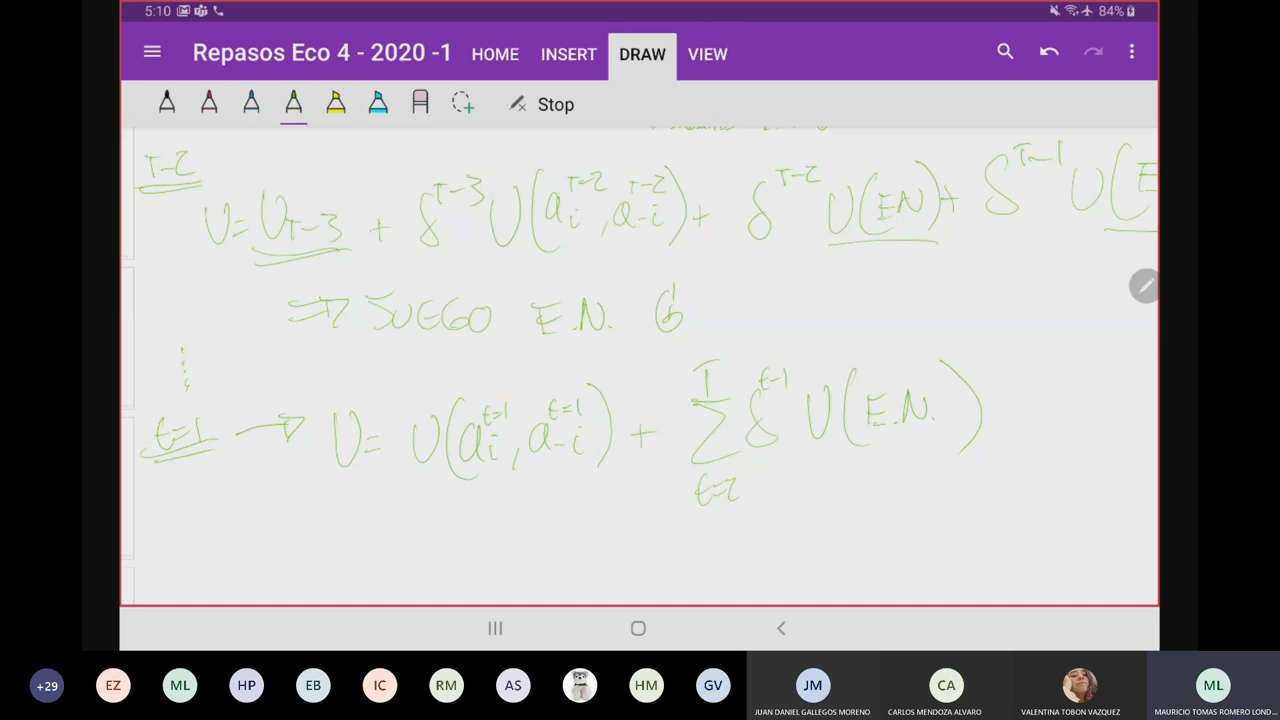 5:10 84%
Repasos Eco 4 - 2020 -1 HOME INSERT DRAW VIEW
Stop
T-2
U = U_{T-3} + δ^{T-3} U(a_i^{T-2}, a_{-i}^{T-2}) + δ^{T-2} U(EN) + δ^{T-1} U(E
⇒ JUEGO E.N. G
t=1 → U = U(a_i^{t=1}, a_{-i}^{t=1}) + Σ_{t=2}^{T} δ^{t-1} U(E.N.)
+29 EZ ML HP EB IC RM AS HM GV JM CA ML
JUAN DANIEL GALLEGOS MORENO CARLOS MENDOZA ALVARO VALENTINA TOBON VAZQUEZ MAURICIO TOMAS ROMERO LOND...